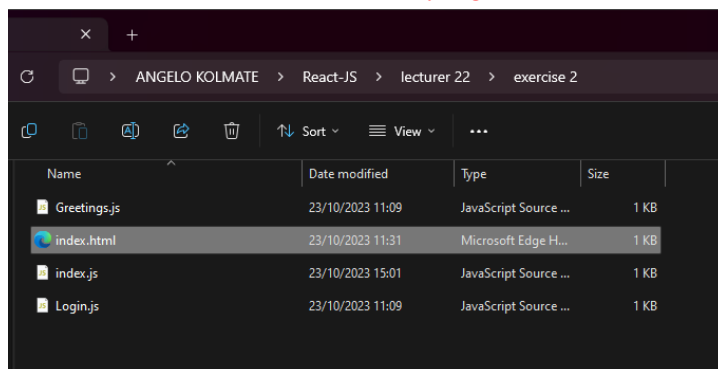 ANGELO KOLMATE > React-JS > lecturer 22 > exercise 2
Sort View ...
Name Date modified Type Size
Greetings.js 23/10/2023 11:09 JavaScript Source ... 1 KB
index.html 23/10/2023 11:31 Microsoft Edge H... 1 KB
index.js 23/10/2023 15:01 JavaScript Source ... 1 KB
Login.js 23/10/2023 11:09 JavaScript Source ... 1 KB